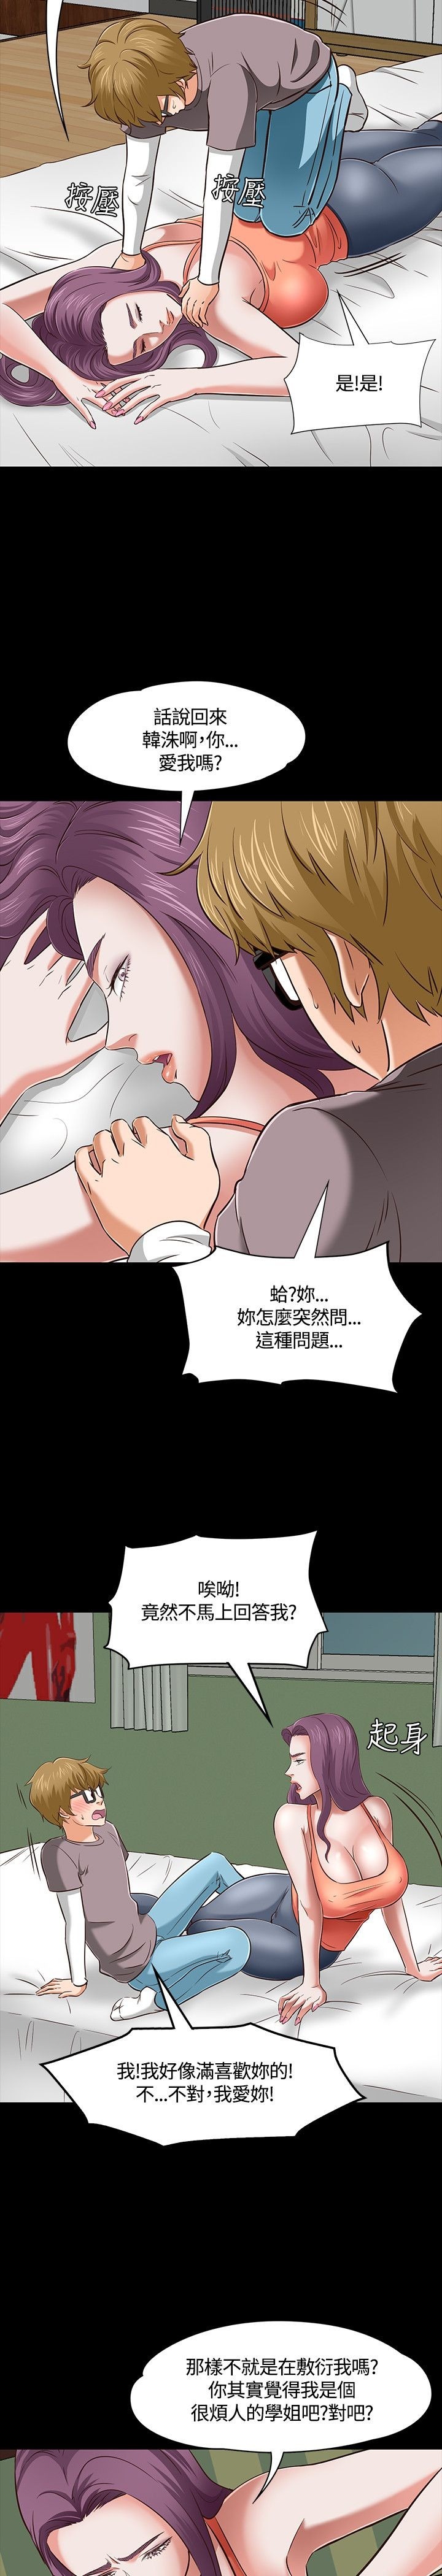 按壓
按壓
是!是!
話說回來
韓洙啊,你...
愛我嗎?
蛤?妳...
妳怎麼突然問...
這種問題...
唉呦!
竟然不馬上回答我?
起身
我!我好像滿喜歡妳的!
不...不對,我愛妳!
那樣不就是在敷衍我嗎?
你其實覺得我是個
很煩人的學姐吧?對吧?